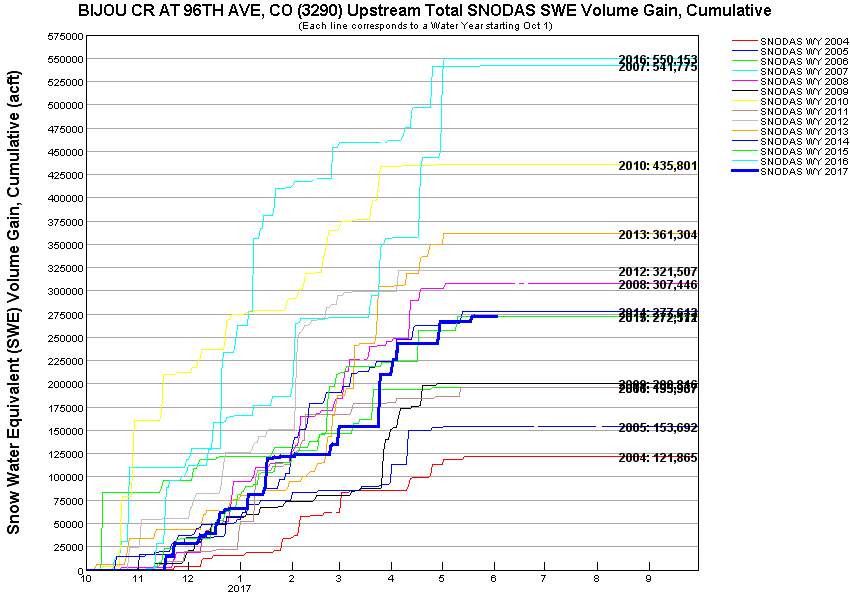 BIJOU CR AT 96TH AVE, CO (3290) Upstream Total SNODAS SWE Volume Gain, Cumulative
(Each line corresponds to a Water Year starting Oct 1)
Snow Water Equivalent (SWE) Volume Gain, Cumulative (acft)
575000
550000
525000
500000
475000
450000
425000
400000
375000
350000
325000
300000
275000
250000
225000
200000
175000
150000
125000
100000
75000
50000
25000
0
2016: 550,153
2007: 541,775
2010: 435,801
2013: 361,304
2012: 321,507
2008: 307,446
2014: 277,613
2005: 153,692
2004: 121,865
10 11 12 1 2 3 4 5 6 7 8 9
2017
SNODAS WY 2004
SNODAS WY 2005
SNODAS WY 2006
SNODAS WY 2007
SNODAS WY 2008
SNODAS WY 2009
SNODAS WY 2010
SNODAS WY 2011
SNODAS WY 2012
SNODAS WY 2013
SNODAS WY 2014
SNODAS WY 2015
SNODAS WY 2016
SNODAS WY 2017